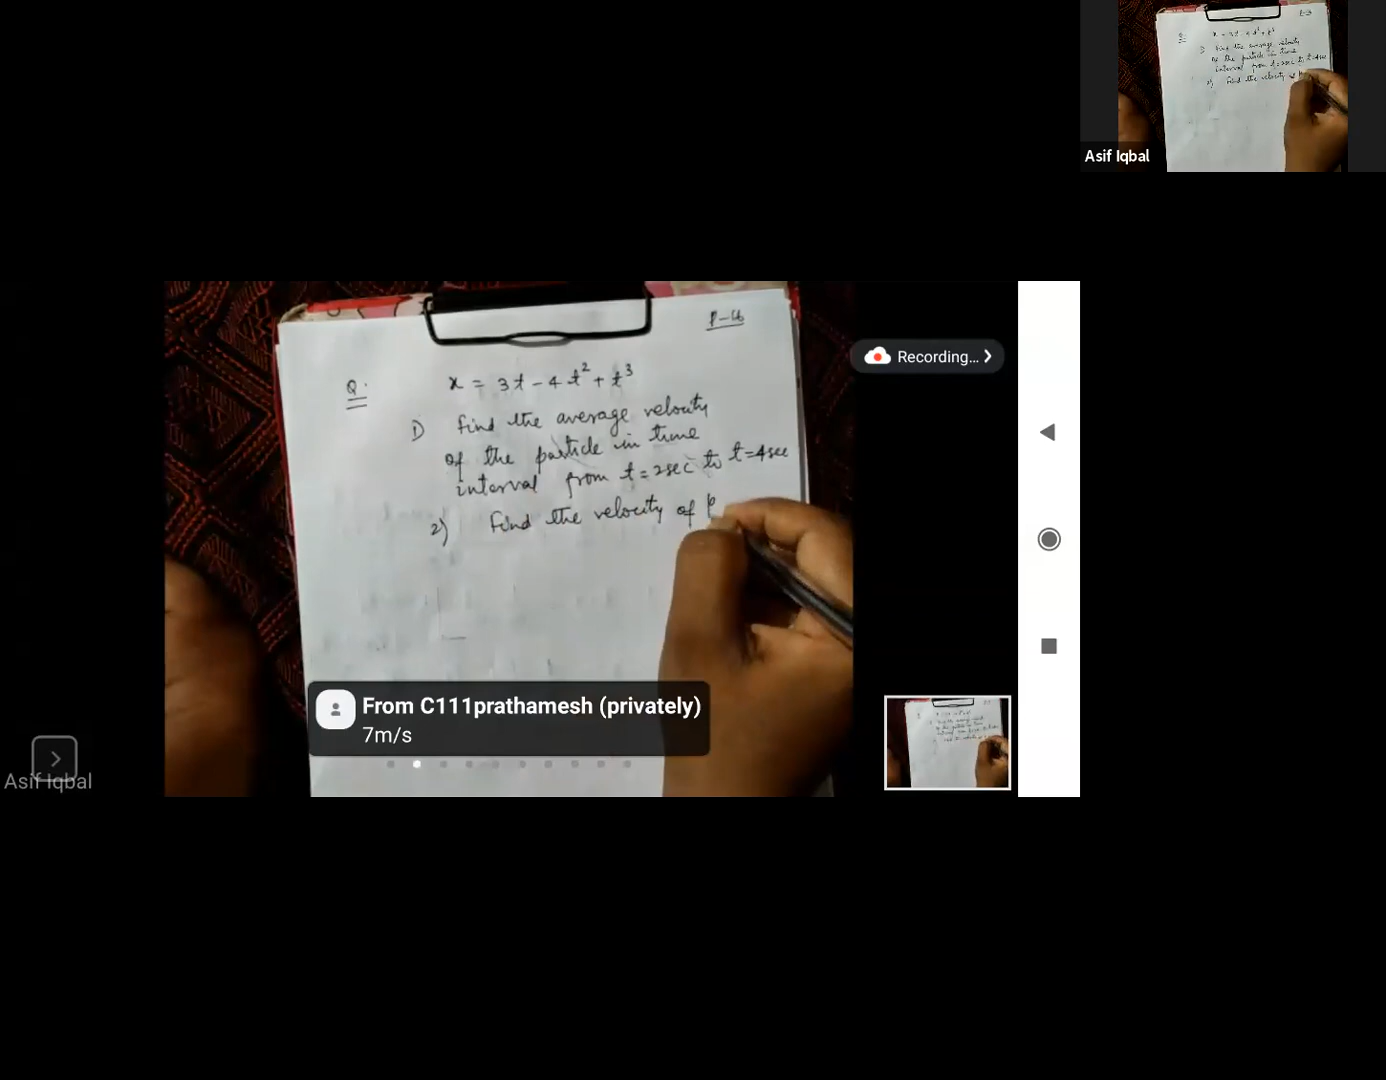 Asif Iqbal
P-16
Recording...
Q.
x = 3t - 4t² + t³
1) Find the average velocity
of the particle in time
interval from t = 2sec to t = 4sec
2) Find the velocity of p
From C111prathamesh (privately)
7m/s
Asif Iqbal